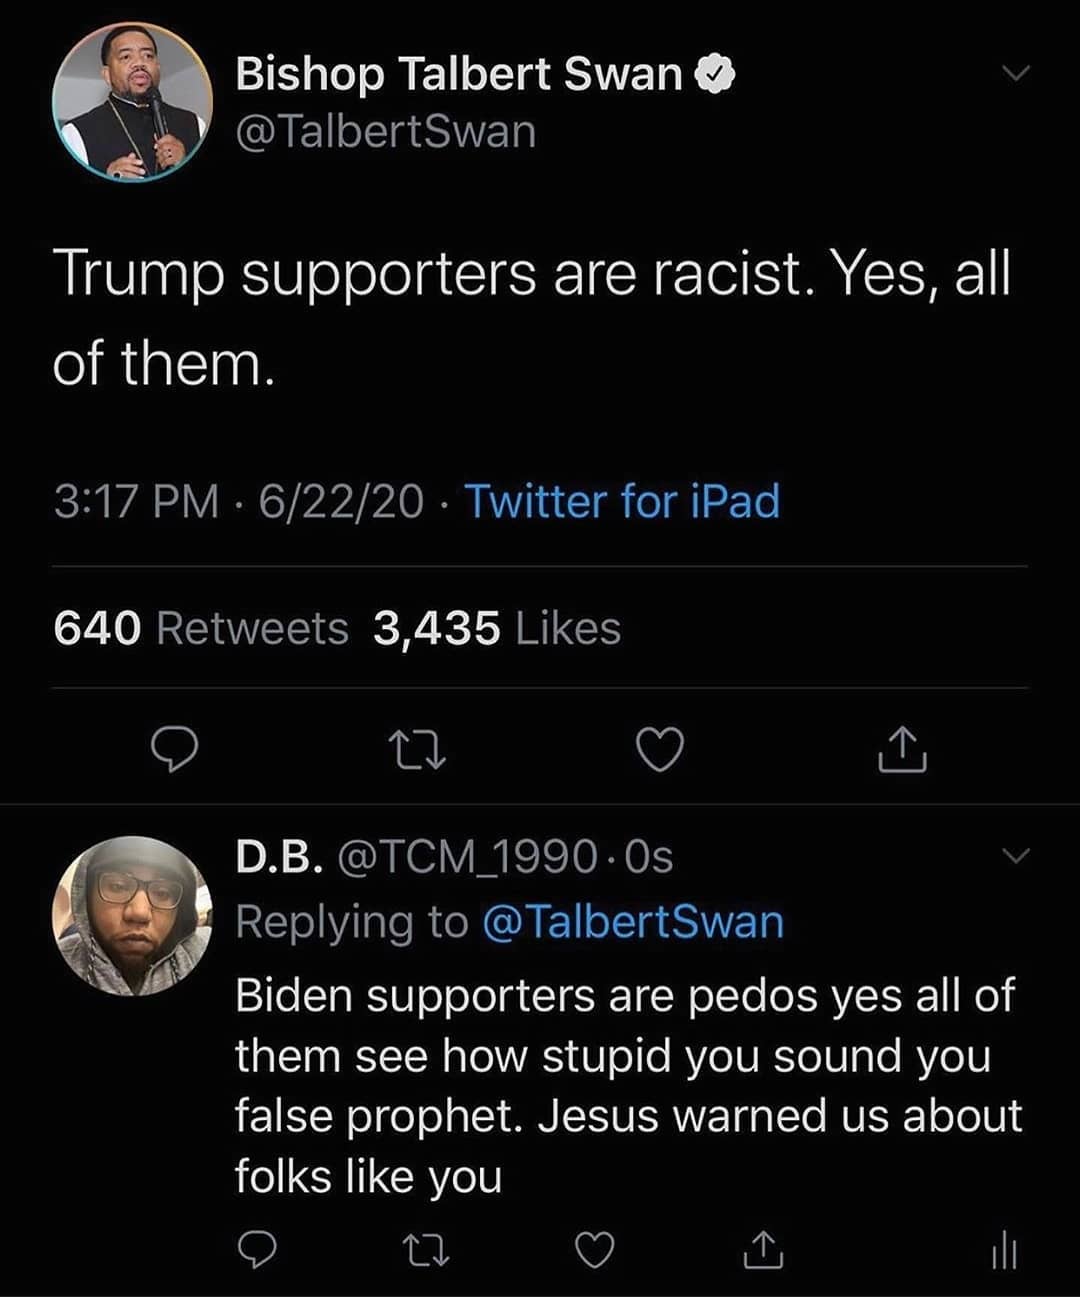 Bishop Talbert Swan
@TalbertSwan
Trump supporters are racist. Yes, all
of them.
3:17 PM · 6/22/20 · Twitter for iPad
640 Retweets 3,435 Likes
D.B. @TCM_1990 · 0s
Replying to @TalbertSwan
Biden supporters are pedos yes all of
them see how stupid you sound you
false prophet. Jesus warned us about
folks like you